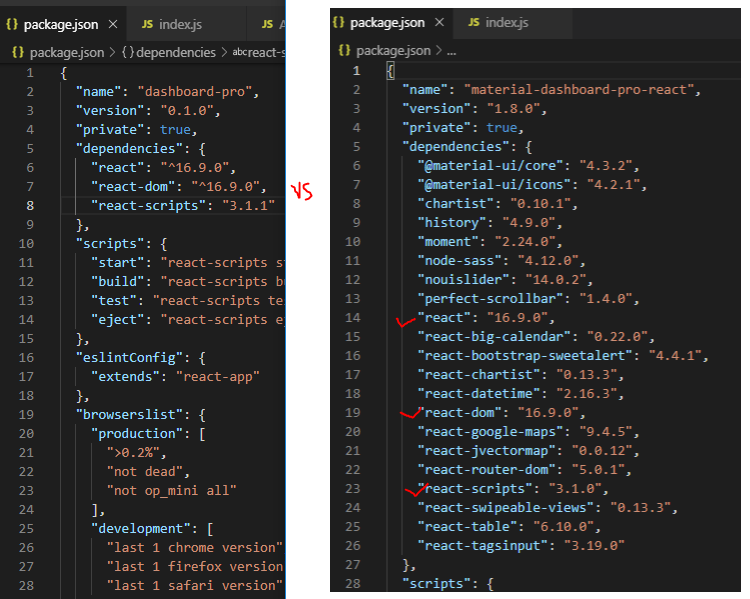 {} package.json ×
JS index.js
JS
{} package.json > {} dependencies > abc react-s
1 {
2 "name": "dashboard-pro",
3 "version": "0.1.0",
4 "private": true,
5 "dependencies": {
6 "react": "^16.9.0",
7 "react-dom": "^16.9.0",
8 "react-scripts": "3.1.1"
9 },
10 "scripts": {
11 "start": "react-scripts s
12 "build": "react-scripts b
13 "test": "react-scripts te
14 "eject": "react-scripts e
15 },
16 "eslintConfig": {
17 "extends": "react-app"
18 },
19 "browserslist": {
20 "production": [
21 ">0.2%",
22 "not dead",
23 "not op_mini all"
24 ],
25 "development": [
26 "last 1 chrome version"
27 "last 1 firefox version
28 "last 1 safari version"
VS
{} package.json ×
JS index.js
{} package.json > ...
1 {
2 "name": "material-dashboard-pro-react",
3 "version": "1.8.0",
4 "private": true,
5 "dependencies": {
6 "@material-ui/core": "4.3.2",
7 "@material-ui/icons": "4.2.1",
8 "chartist": "0.10.1",
9 "history": "4.9.0",
10 "moment": "2.24.0",
11 "node-sass": "4.12.0",
12 "nouislider": "14.0.2",
13 "perfect-scrollbar": "1.4.0",
14 "react": "16.9.0",
15 "react-big-calendar": "0.22.0",
16 "react-bootstrap-sweetalert": "4.4.1",
17 "react-chartist": "0.13.3",
18 "react-datetime": "2.16.3",
19 "react-dom": "16.9.0",
20 "react-google-maps": "9.4.5",
21 "react-jvectormap": "0.0.12",
22 "react-router-dom": "5.0.1",
23 "react-scripts": "3.1.0",
24 "react-swipeable-views": "0.13.3",
25 "react-table": "6.10.0",
26 "react-tagsinput": "3.19.0"
27 },
28 "scripts": {